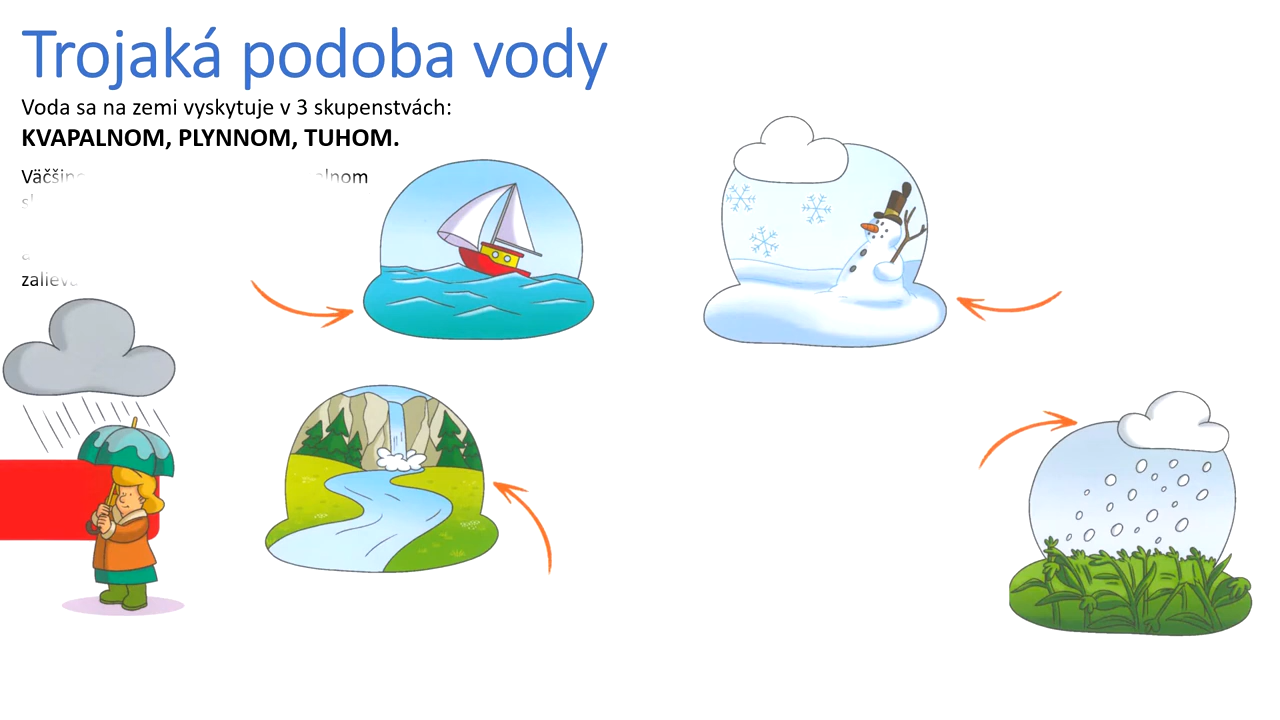 Trojaká podoba vody
Voda sa na zemi vyskytuje v 3 skupenstvách:
KVAPALNOM, PLYNNOM, TUHOM.